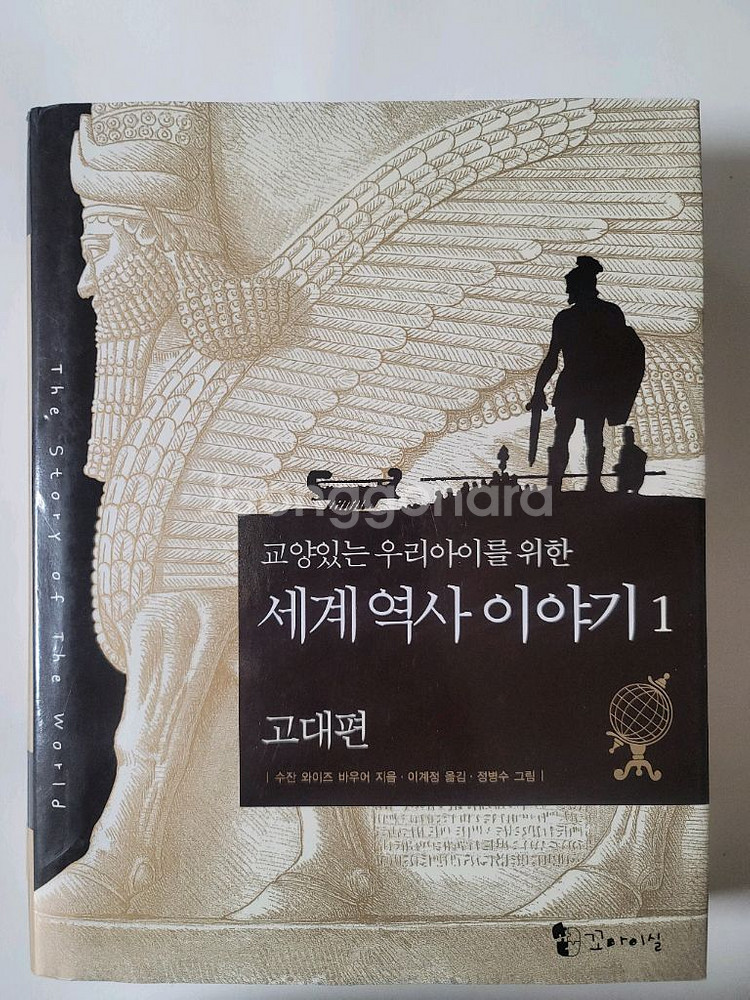 The Story of The World
joonggonara
교양있는 우리아이를 위한
세계 역사 이야기 1
고대편
| 수잔 와이즈 바우어 지음 · 이계정 옮김 · 정병수 그림 |
꼬마이실